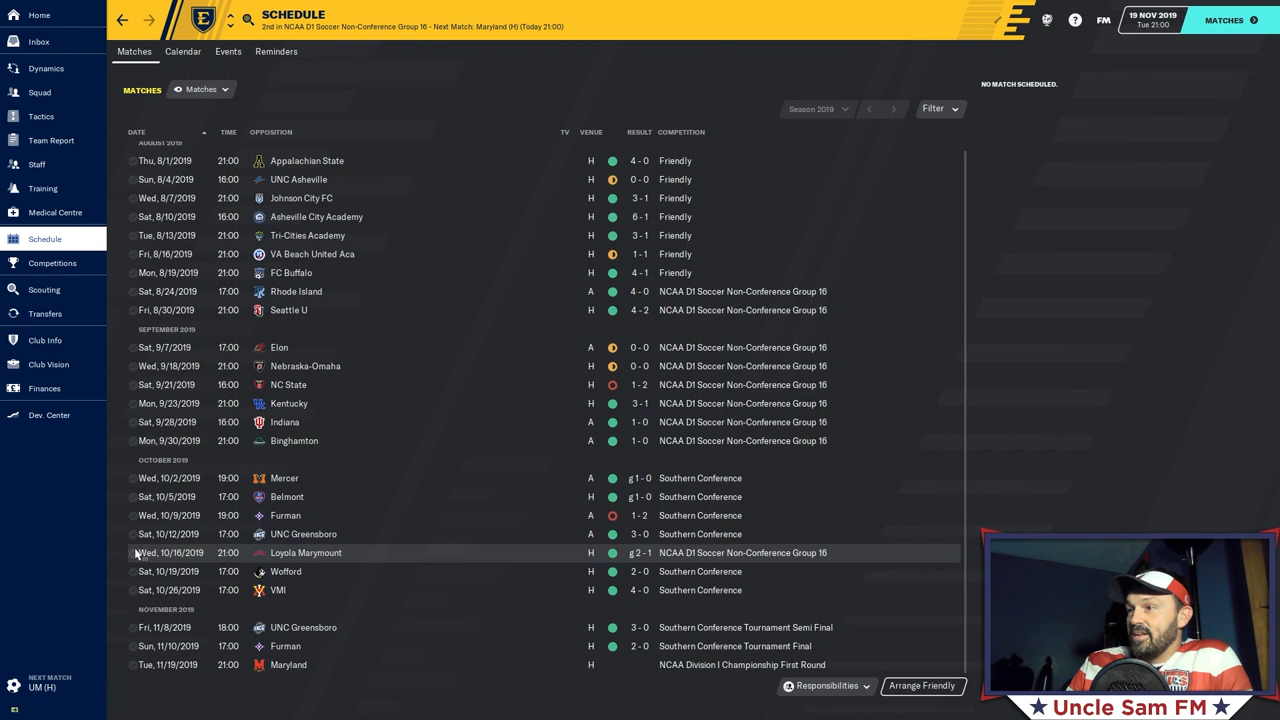 Home
Inbox
Dynamics
Squad
Tactics
Team Report
Staff
Training
Medical Centre
Schedule
Competitions
Scouting
Transfers
Club Info
Club Vision
Finances
Dev. Center
NEXT MATCH
UM (H)
SCHEDULE
2nd in NCAA D1 Soccer Non-Conference Group 16 - Next Match: Maryland (H) (Today 21:00)
FM
19 NOV 2019
Tue 21:00
MATCHES
Matches Calendar Events Reminders
MATCHES Matches
Season 2019 Filter
NO MATCH SCHEDULED.
DATE TIME OPPOSITION TV VENUE RESULT COMPETITION
AUGUST 2019
Thu, 8/1/2019 21:00 Appalachian State H 4 - 0 Friendly
Sun, 8/4/2019 16:00 UNC Asheville H 0 - 0 Friendly
Wed, 8/7/2019 21:00 Johnson City FC H 3 - 1 Friendly
Sat, 8/10/2019 16:00 Asheville City Academy H 6 - 1 Friendly
Tue, 8/13/2019 21:00 Tri-Cities Academy H 3 - 1 Friendly
Fri, 8/16/2019 21:00 VA Beach United Aca H 1 - 1 Friendly
Mon, 8/19/2019 21:00 FC Buffalo H 4 - 1 Friendly
Sat, 8/24/2019 17:00 Rhode Island A 4 - 0 NCAA D1 Soccer Non-Conference Group 16
Fri, 8/30/2019 21:00 Seattle U H 4 - 2 NCAA D1 Soccer Non-Conference Group 16
SEPTEMBER 2019
Sat, 9/7/2019 17:00 Elon A 0 - 0 NCAA D1 Soccer Non-Conference Group 16
Wed, 9/18/2019 21:00 Nebraska-Omaha H 0 - 0 NCAA D1 Soccer Non-Conference Group 16
Sat, 9/21/2019 16:00 NC State H 1 - 2 NCAA D1 Soccer Non-Conference Group 16
Mon, 9/23/2019 21:00 Kentucky H 3 - 1 NCAA D1 Soccer Non-Conference Group 16
Sat, 9/28/2019 16:00 Indiana A 1 - 0 NCAA D1 Soccer Non-Conference Group 16
Mon, 9/30/2019 21:00 Binghamton A 1 - 0 NCAA D1 Soccer Non-Conference Group 16
OCTOBER 2019
Wed, 10/2/2019 19:00 Mercer A g 1 - 0 Southern Conference
Sat, 10/5/2019 17:00 Belmont H g 1 - 0 Southern Conference
Wed, 10/9/2019 19:00 Furman A 1 - 2 Southern Conference
Sat, 10/12/2019 17:00 UNC Greensboro A 3 - 0 Southern Conference
Wed, 10/16/2019 21:00 Loyola Marymount H g 2 - 1 NCAA D1 Soccer Non-Conference Group 16
Sat, 10/19/2019 17:00 Wofford H 2 - 0 Southern Conference
Sat, 10/26/2019 17:00 VMI H 4 - 0 Southern Conference
NOVEMBER 2019
Fri, 11/8/2019 18:00 UNC Greensboro H 3 - 0 Southern Conference Tournament Semi Final
Sun, 11/10/2019 17:00 Furman H 2 - 0 Southern Conference Tournament Final
Tue, 11/19/2019 21:00 Maryland H NCAA Division I Championship First Round
Responsibilities Arrange Friendly
Uncle Sam FM